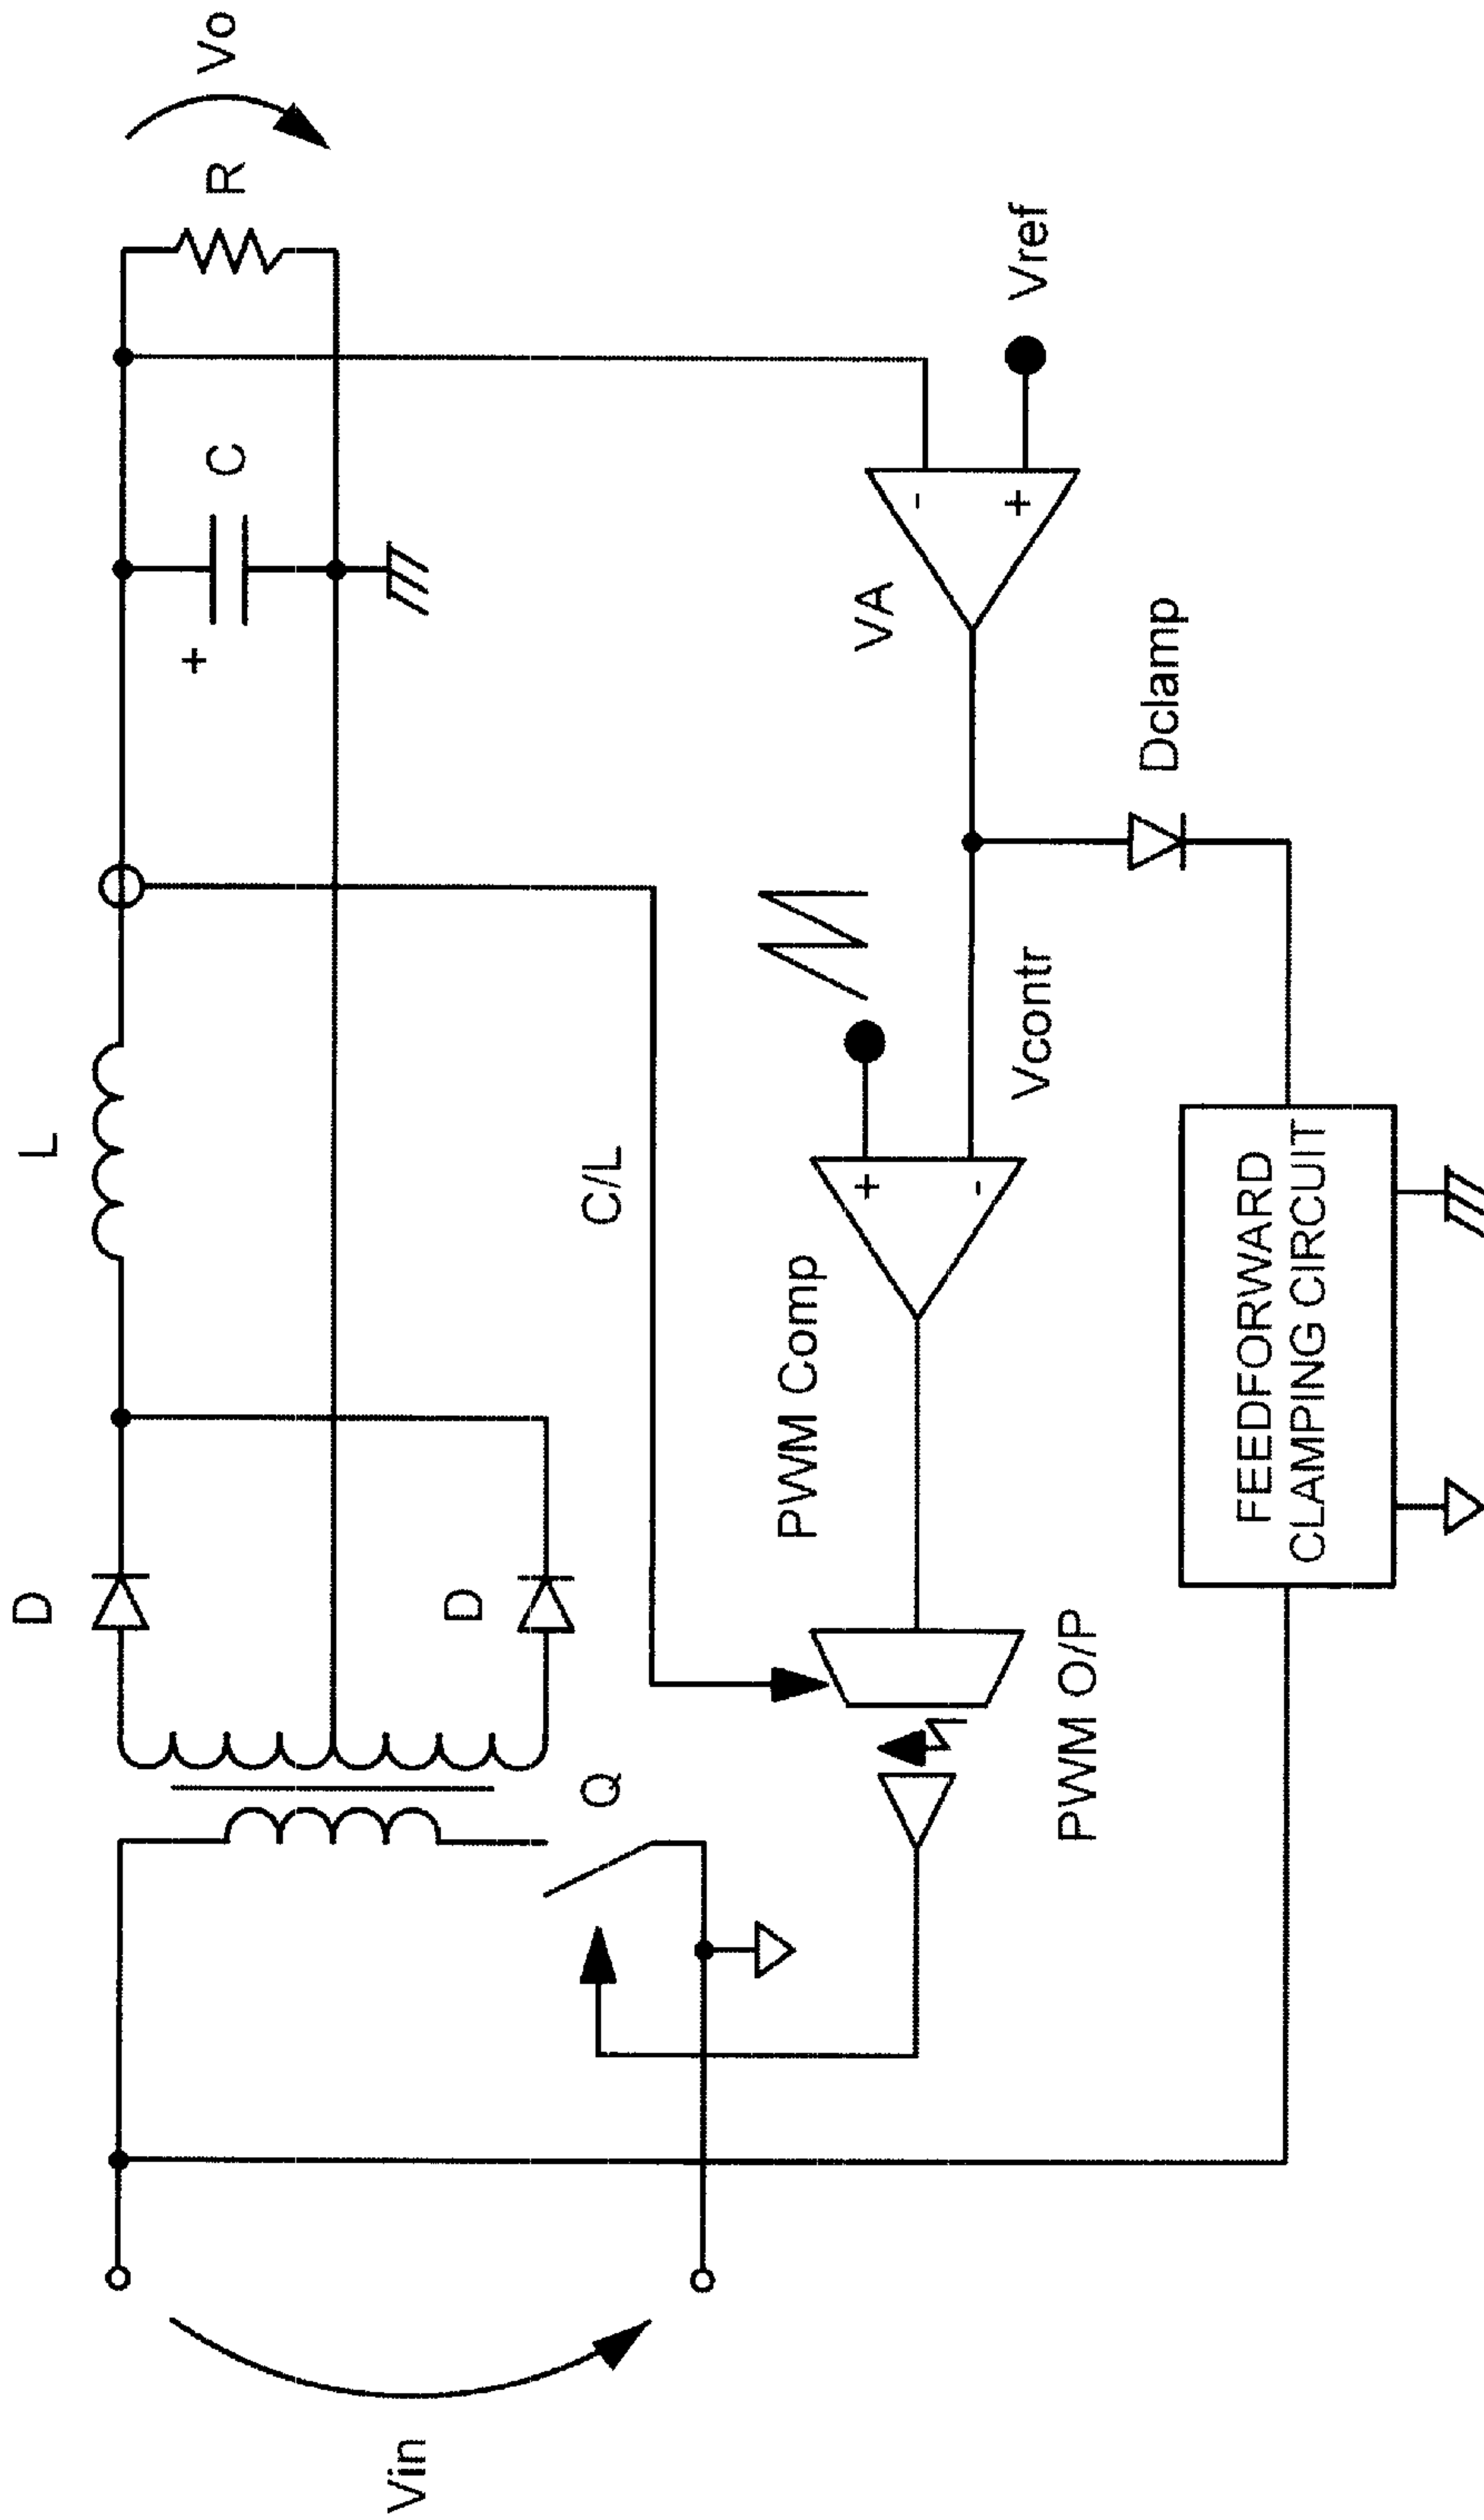 L
D
Vo
+
C
R
D
C/L
Q
Vin
PWM Comp
+
-
VA
-
+
Vref
Vcontr
PWM O/P
Dclamp
FEEDFORWARD
CLAMPING CIRCUIT